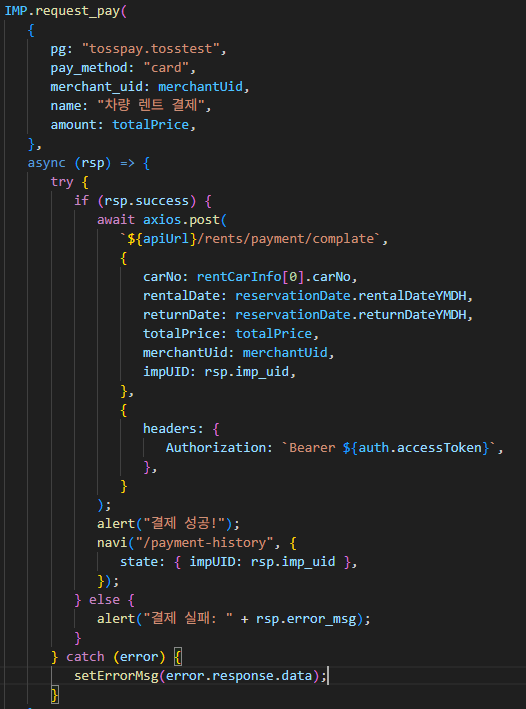 IMP.request_pay(
{
pg: "tosspay.tosstest",
pay_method: "card",
merchant_uid: merchantUid,
name: "차량 렌트 결제",
amount: totalPrice,
},
async (rsp) => {
try {
if (rsp.success) {
await axios.post(
`${apiUrl}/rents/payment/complate`,
{
carNo: rentCarInfo[0].carNo,
rentalDate: reservationDate.rentalDateYMDH,
returnDate: reservationDate.returnDateYMDH,
totalPrice: totalPrice,
merchantUid: merchantUid,
impUID: rsp.imp_uid,
},
{
headers: {
Authorization: `Bearer ${auth.accessToken}`,
},
}
);
alert("결제 성공!");
navi("/payment-history", {
state: { impUID: rsp.imp_uid },
});
} else {
alert("결제 실패: " + rsp.error_msg);
}
} catch (error) {
setErrorMsg(error.response.data);
}